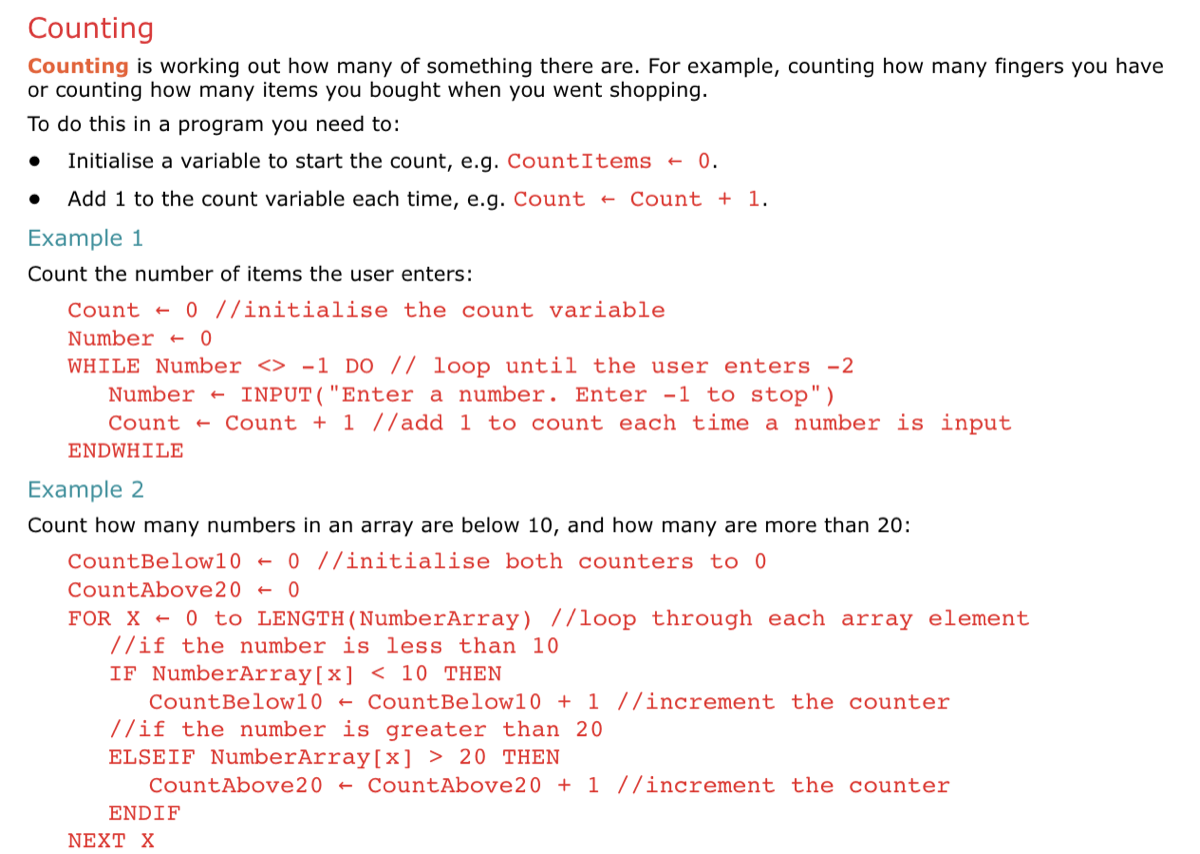 Counting
Counting is working out how many of something there are. For example, counting how many fingers you have
or counting how many items you bought when you went shopping.
To do this in a program you need to:
● Initialise a variable to start the count, e.g. CountItems ← 0.
● Add 1 to the count variable each time, e.g. Count ← Count + 1.
Example 1
Count the number of items the user enters:
Count ← 0 //initialise the count variable
Number ← 0
WHILE Number <> -1 DO // loop until the user enters -2
Number ← INPUT("Enter a number. Enter -1 to stop")
Count ← Count + 1 //add 1 to count each time a number is input
ENDWHILE
Example 2
Count how many numbers in an array are below 10, and how many are more than 20:
CountBelow10 ← 0 //initialise both counters to 0
CountAbove20 ← 0
FOR X ← 0 to LENGTH(NumberArray) //loop through each array element
//if the number is less than 10
IF NumberArray[x] < 10 THEN
CountBelow10 ← CountBelow10 + 1 //increment the counter
//if the number is greater than 20
ELSEIF NumberArray[x] > 20 THEN
CountAbove20 ← CountAbove20 + 1 //increment the counter
ENDIF
NEXT X